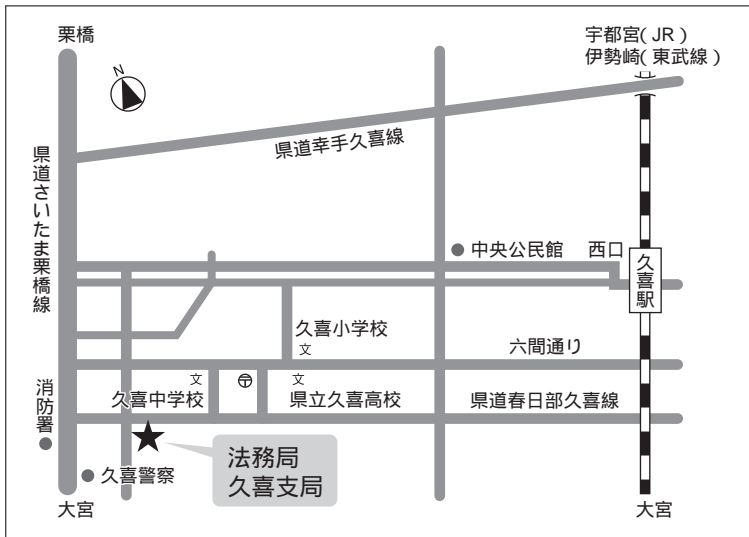 栗橋
宇都宮(JR)
伊勢崎(東武線)
N
県道幸手久喜線
県道さいたま栗橋線
中央公民館
西口
久喜駅
久喜小学校
文
六間通り
文
〶
文
久喜中学校
県立久喜高校
県道春日部久喜線
消防署
法務局
久喜支局
久喜警察
大宮
大宮